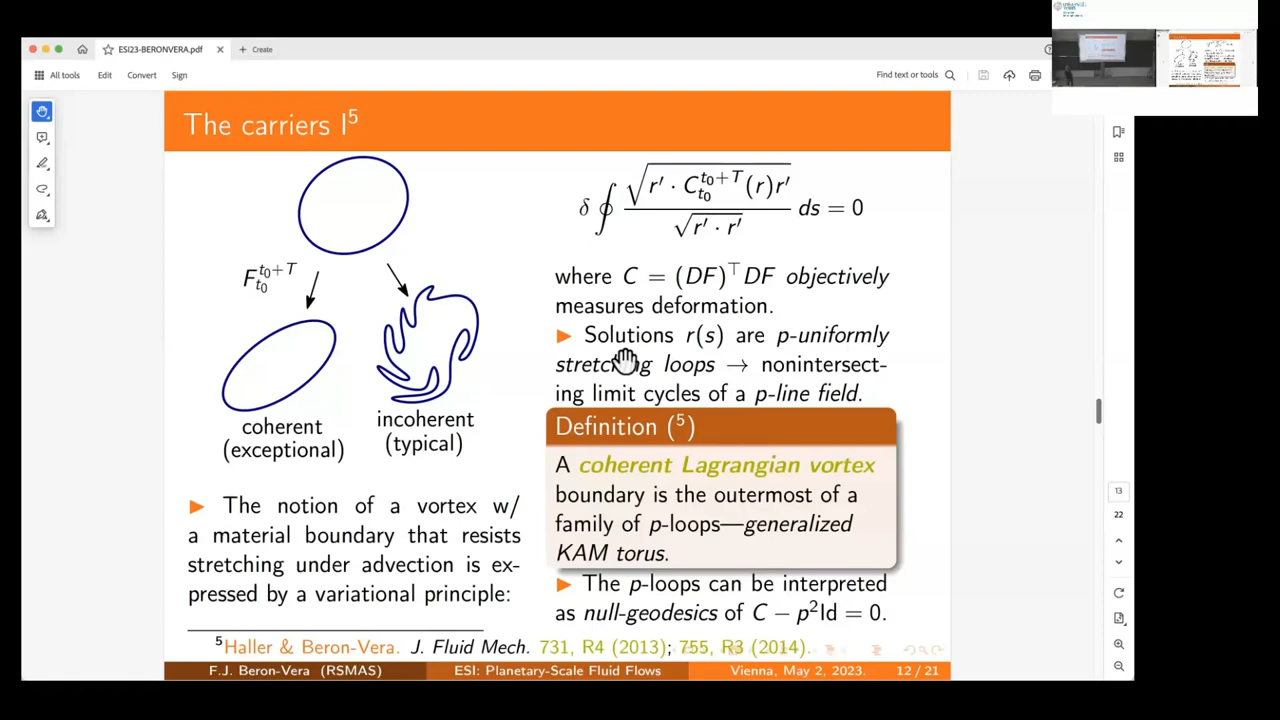 ESI23-BERONVERA.pdf
Create
All tools
Edit
Convert
Sign
Find text or tools
The carriers I⁵
F_{t_0}^{t_0+T}
coherent
(exceptional)
incoherent
(typical)
▶ The notion of a vortex w/
a material boundary that resists
stretching under advection is ex-
pressed by a variational principle:
δ ∮ √(r′ · C_{t_0}^{t_0+T}(r)r′) / √(r′ · r′) ds = 0
where C = (DF)^⊤DF objectively
measures deformation.
▶ Solutions r(s) are p-uniformly
stretching loops → nonintersect-
ing limit cycles of a p-line field.
Definition (⁵)
A coherent Lagrangian vortex
boundary is the outermost of a
family of p-loops—generalized
KAM torus.
▶ The p-loops can be interpreted
as null-geodesics of C − p²Id = 0.
⁵Haller & Beron-Vera. J. Fluid Mech. 731, R4 (2013); 755, R3 (2014).
F.J. Beron-Vera (RSMAS)
ESI: Planetary-Scale Fluid Flows
Vienna, May 2, 2023.
12 / 21
13
22